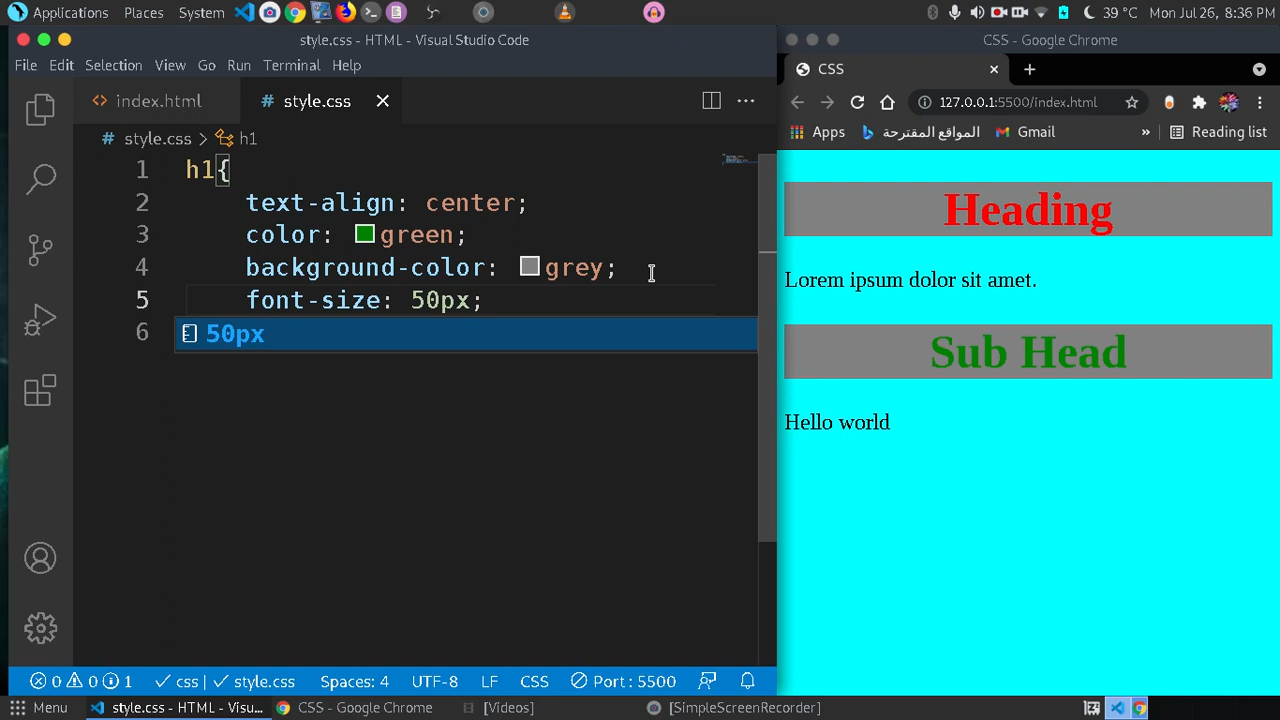 Applications Places System 39 °C Mon Jul 26, 8:36 PM
style.css - HTML - Visual Studio Code
File Edit Selection View Go Run Terminal Help
index.html # style.css
# style.css > h1
1 h1{
2 text-align: center;
3 color: green;
4 background-color: grey;
5 font-size: 50px;
6
50px
0 0 1 css | style.css Spaces: 4 UTF-8 LF CSS Port : 5500
CSS - Google Chrome
CSS
127.0.0.1:5500/index.html
Apps المواقع المقترحة Gmail » Reading list
Heading
Lorem ipsum dolor sit amet.
Sub Head
Hello world
Menu style.css - HTML - Visu... CSS - Google Chrome [Videos] [SimpleScreenRecorder]